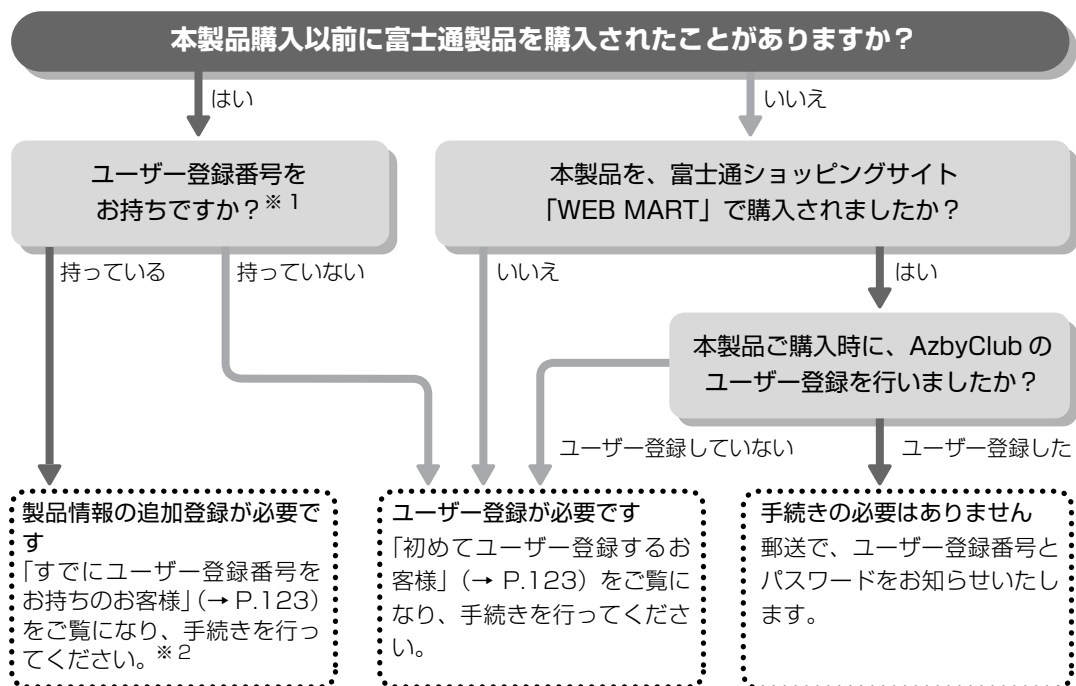 本製品購入以前に富士通製品を購入されたことがありますか？
はい
いいえ
ユーザー登録番号を
お持ちですか？※1
本製品を、富士通ショッピングサイト
「WEB MART」で購入されましたか？
持っている
持っていない
いいえ
はい
本製品ご購入時に、AzbyClub の
ユーザー登録を行いましたか？
ユーザー登録していない
ユーザー登録した
製品情報の追加登録が必要で
す
「すでにユーザー登録番号を
お持ちのお客様」（→ P.123）
をご覧になり、手続きを行っ
てください。※2
ユーザー登録が必要です
「初めてユーザー登録するお
客様」（→ P.123）をご覧に
なり、手続きを行ってくださ
い。
手続きの必要はありません
郵送で、ユーザー登録番号と
パスワードをお知らせいたし
ます。